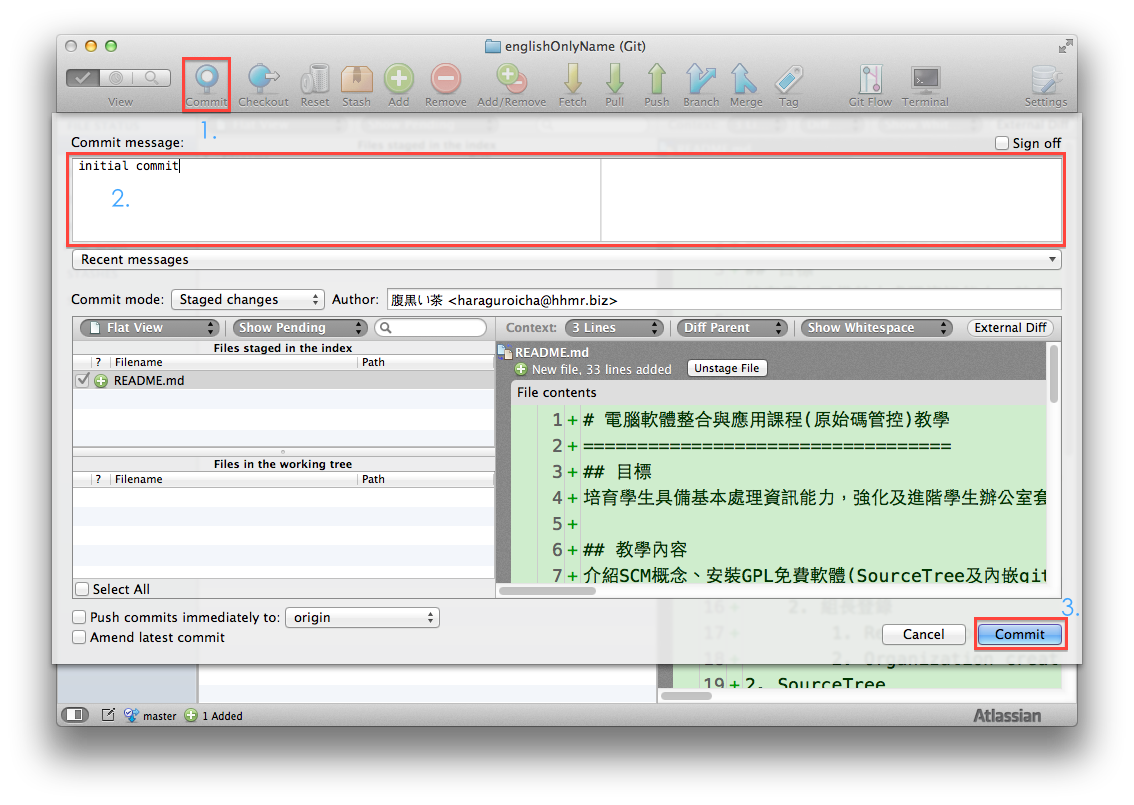 englishOnlyName (Git)
View Commit Checkout Reset Stash Add Remove Add/Remove Fetch Pull Push Branch Merge Tag Git Flow Terminal Settings
1.
Commit message: Sign off
initial commit
2.
Recent messages
Commit mode: Staged changes Author: 腹黒い茶 <haraguroicha@hhmr.biz>
Flat View Show Pending Context: 3 Lines Diff Parent Show Whitespace External Diff
Files staged in the index
? Filename Path
README.md
Files in the working tree
? Filename Path
Select All
README.md
New file, 33 lines added Unstage File
File contents
1 + # 電腦軟體整合與應用課程(原始碼管控)教學
2 + ==================================
3 + ## 目標
4 + 培育學生具備基本處理資訊能力，強化及進階學生辦公室套
5 +
6 + ## 教學內容
7 + 介紹SCM概念、安裝GPL免費軟體(SourceTree及內嵌git
16 + 2. 組長登錄
17 + 1. Re
18 + 2. Organization creat
19 + 2. SourceTree
Push commits immediately to: origin
Amend latest commit
3.
Cancel Commit
master 1 Added Atlassian